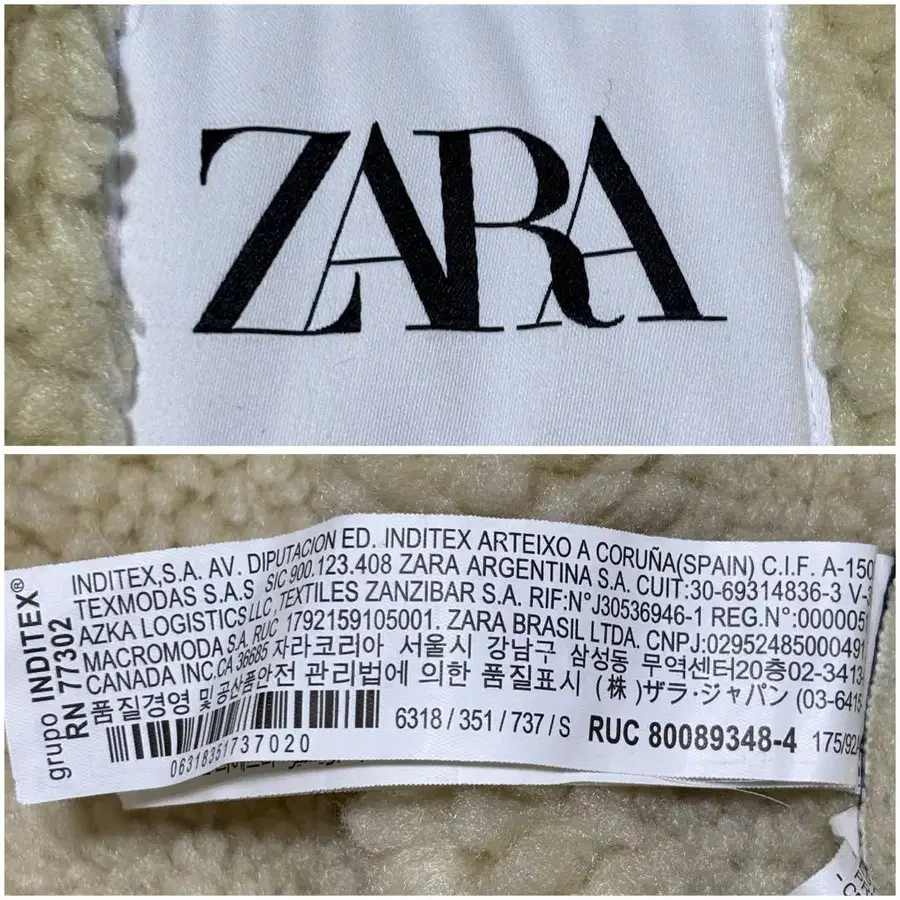 ZARA
grupo INDITEX®
RN 77302
INDITEX,S.A. AV. DIPUTACION ED. INDITEX ARTEIXO A CORUÑA(SPAIN) C.I.F. A-150
TEXMODAS S.A.S SIC 900.123.408 ZARA ARGENTINA S.A. CUIT:30-69314836-3
AZKA LOGISTICS LLC,TEXTILES ZANZIBAR S.A. RIF:N°J30536946-1 REG.N°:0000051
MACROMODA S.A. RUC 1792159105001. ZARA BRASIL LTDA. CNPJ:02952485000491
CANADA INC.CA 36685 자라코리아 서울시 강남구 삼성동 무역센터20층02-3413-
품질경영 및 공산품안전 관리법에 의한 품질표시 (株)ザラ・ジャパン (03-6415-
06318351737020 6318 / 351 / 737 / S RUC 80089348-4 175/92